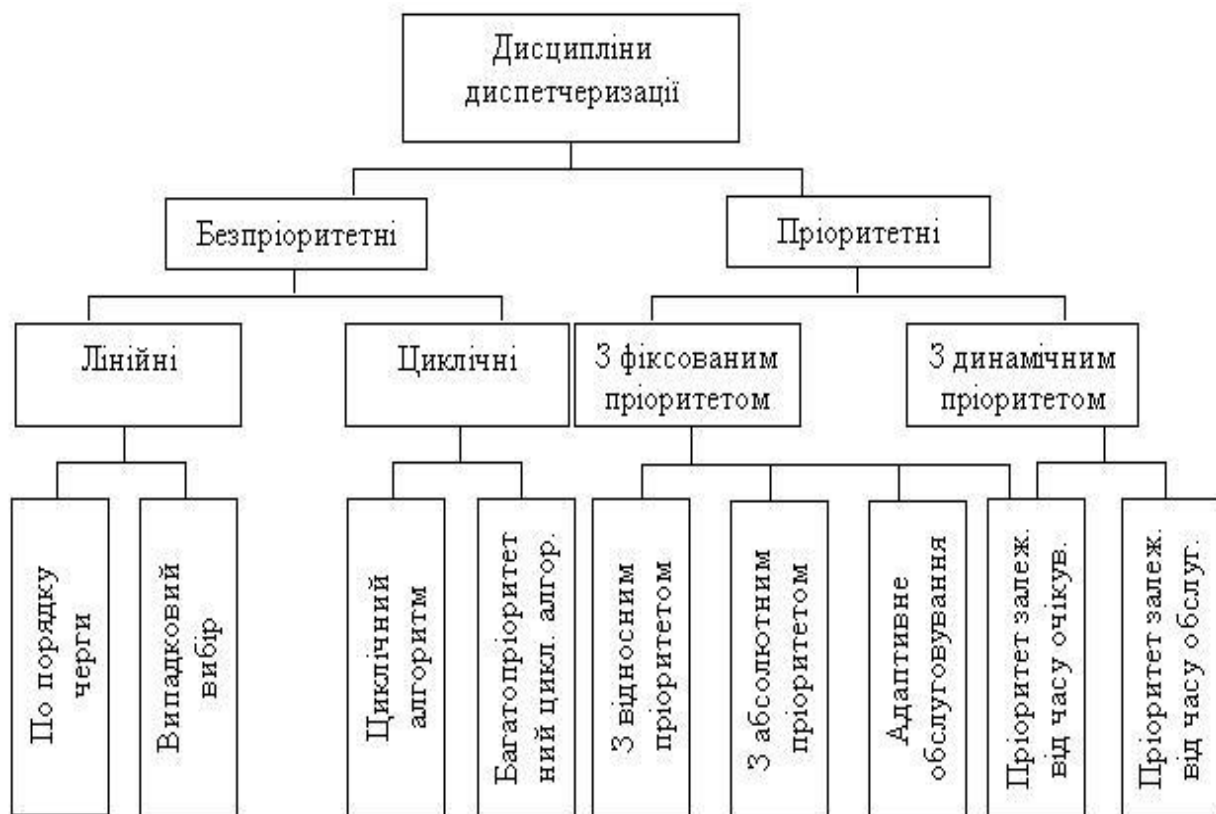 Дисципліни
диспетчеризації
Безпріоритетні
Пріоритетні
Лінійні
Циклічні
З фіксованим
пріоритетом
З динамічним
пріоритетом
По порядку
черги
Випадковий
вибір
Циклічний
алгоритм
Багатопріоритет
ний цикл. алгор.
З відносним
пріоритетом
З абсолютним
пріоритетом
Адаптивне
обслуговування
Пріоритет залеж.
від часу очікув.
Пріоритет залеж.
від часу обслуг.